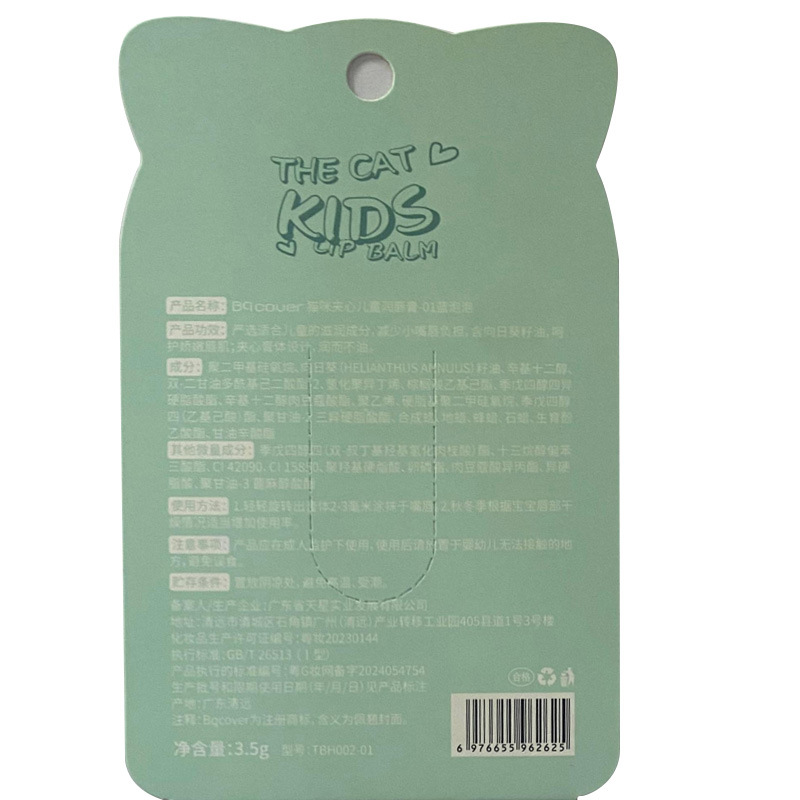 THE CAT
KIDS
LIP BALM
产品名称: Bqcover 猫咪夹心儿童润唇膏-01蓝泡泡
产品功效: 严选适合儿童的滋润成分,减少小嘴唇负担,含向日葵籽油,呵
护娇嫩唇肌;夹心膏体设计,润而不油。
成分: 聚二甲基硅氧烷、向日葵(HELIANTHUS ANNUUS)籽油、辛基十二醇、
双-二甘油多酰基己二酸酯-2、氢化聚异丁烯、棕榈酸乙基己酯、季戊四醇四异
硬脂酸酯、辛基十二醇肉豆蔻酸酯、聚乙烯、硬脂基聚二甲硅氧烷、季戊四醇
四(乙基己酸)酯、聚甘油-2 三异硬脂酸酯、合成蜡、地蜡、蜂蜡、石蜡、生育酚
乙酸酯、甘油辛酸酯
其他微量成分: 季戊四醇四(双-叔丁基羟基氢化肉桂酸)酯、十三烷醇偏苯
三酸酯、CI 42090、CI 15850、聚羟基硬脂酸、卵磷脂、肉豆蔻酸异丙酯、异硬
脂酸、聚甘油-3 蓖麻醇酸酯
使用方法: 1.轻轻旋转出膏体2-3毫米涂抹于嘴唇 2.秋冬季根据宝宝唇部干
燥情况适当增加使用率。
注意事项: 产品应在成人监护下使用,使用后请放置于婴幼儿无法接触的地
方,避免误食。
贮存条件: 置放阴凉处,避免高温、受潮。
备案人/生产企业:广东省天星实业发展有限公司
地址:清远市清城区石角镇广州(清远)产业转移工业园405县道1号3号楼
化妆品生产许可证编号:粤妆20230144
执行标准:GB/T 26513(I型)
产品执行的标准编号:粤G妆网备字2024054754
生产批号和限期使用日期(年/月/日)见产品标注
产地:广东清远
注释:Bqcover为注册商标,含义为佩慕封面。
净含量:3.5g 型号:TBH002-01
合格
6 976655 962625